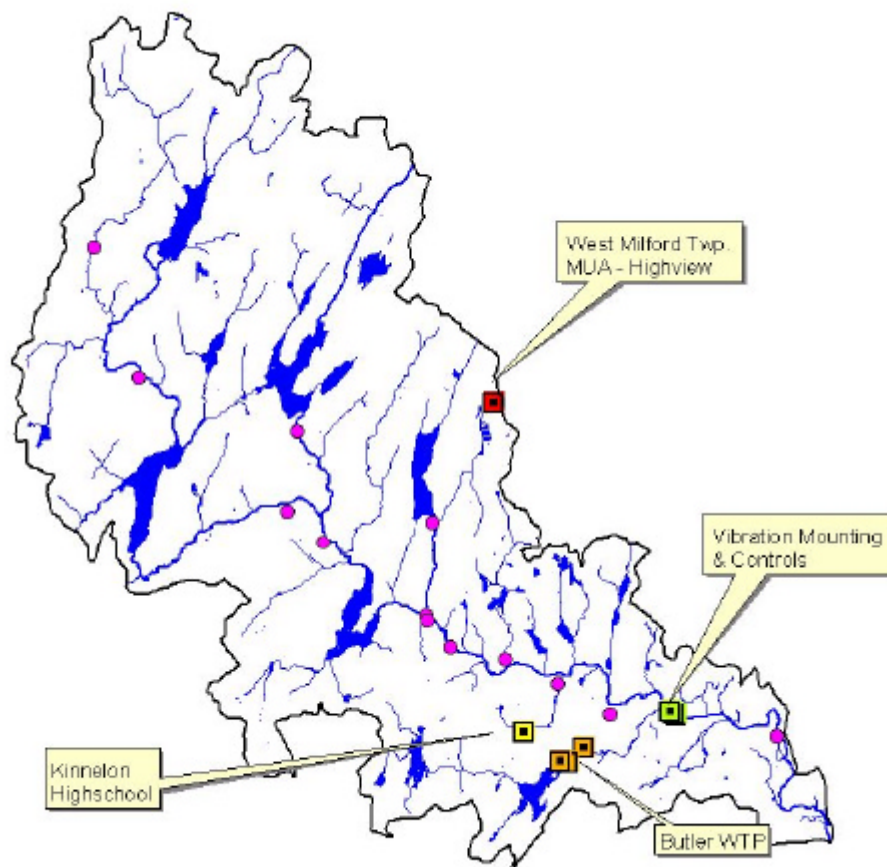 West Milford Twp.
MUA - Highview
Vibration Mounting
& Controls
Kinnelon
Highschool
Butler WTP